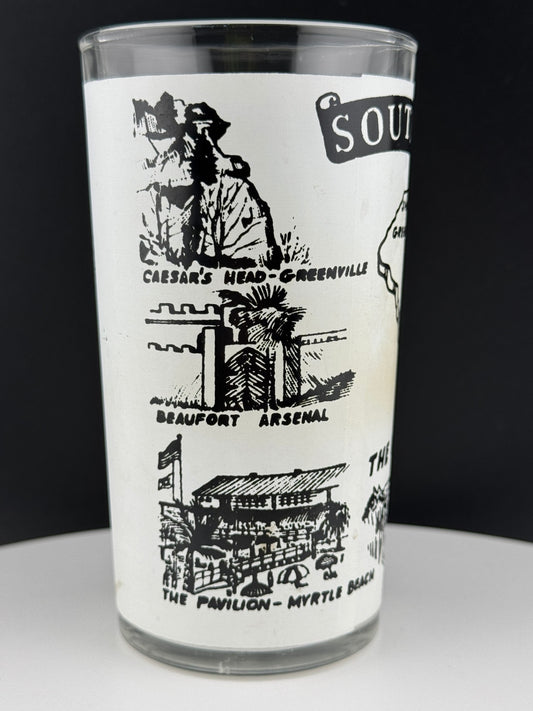 SOUT
CAESAR'S HEAD-GREENVILLE
BEAUFORT ARSENAL
THE
THE PAVILION- MYRTLE BEACH